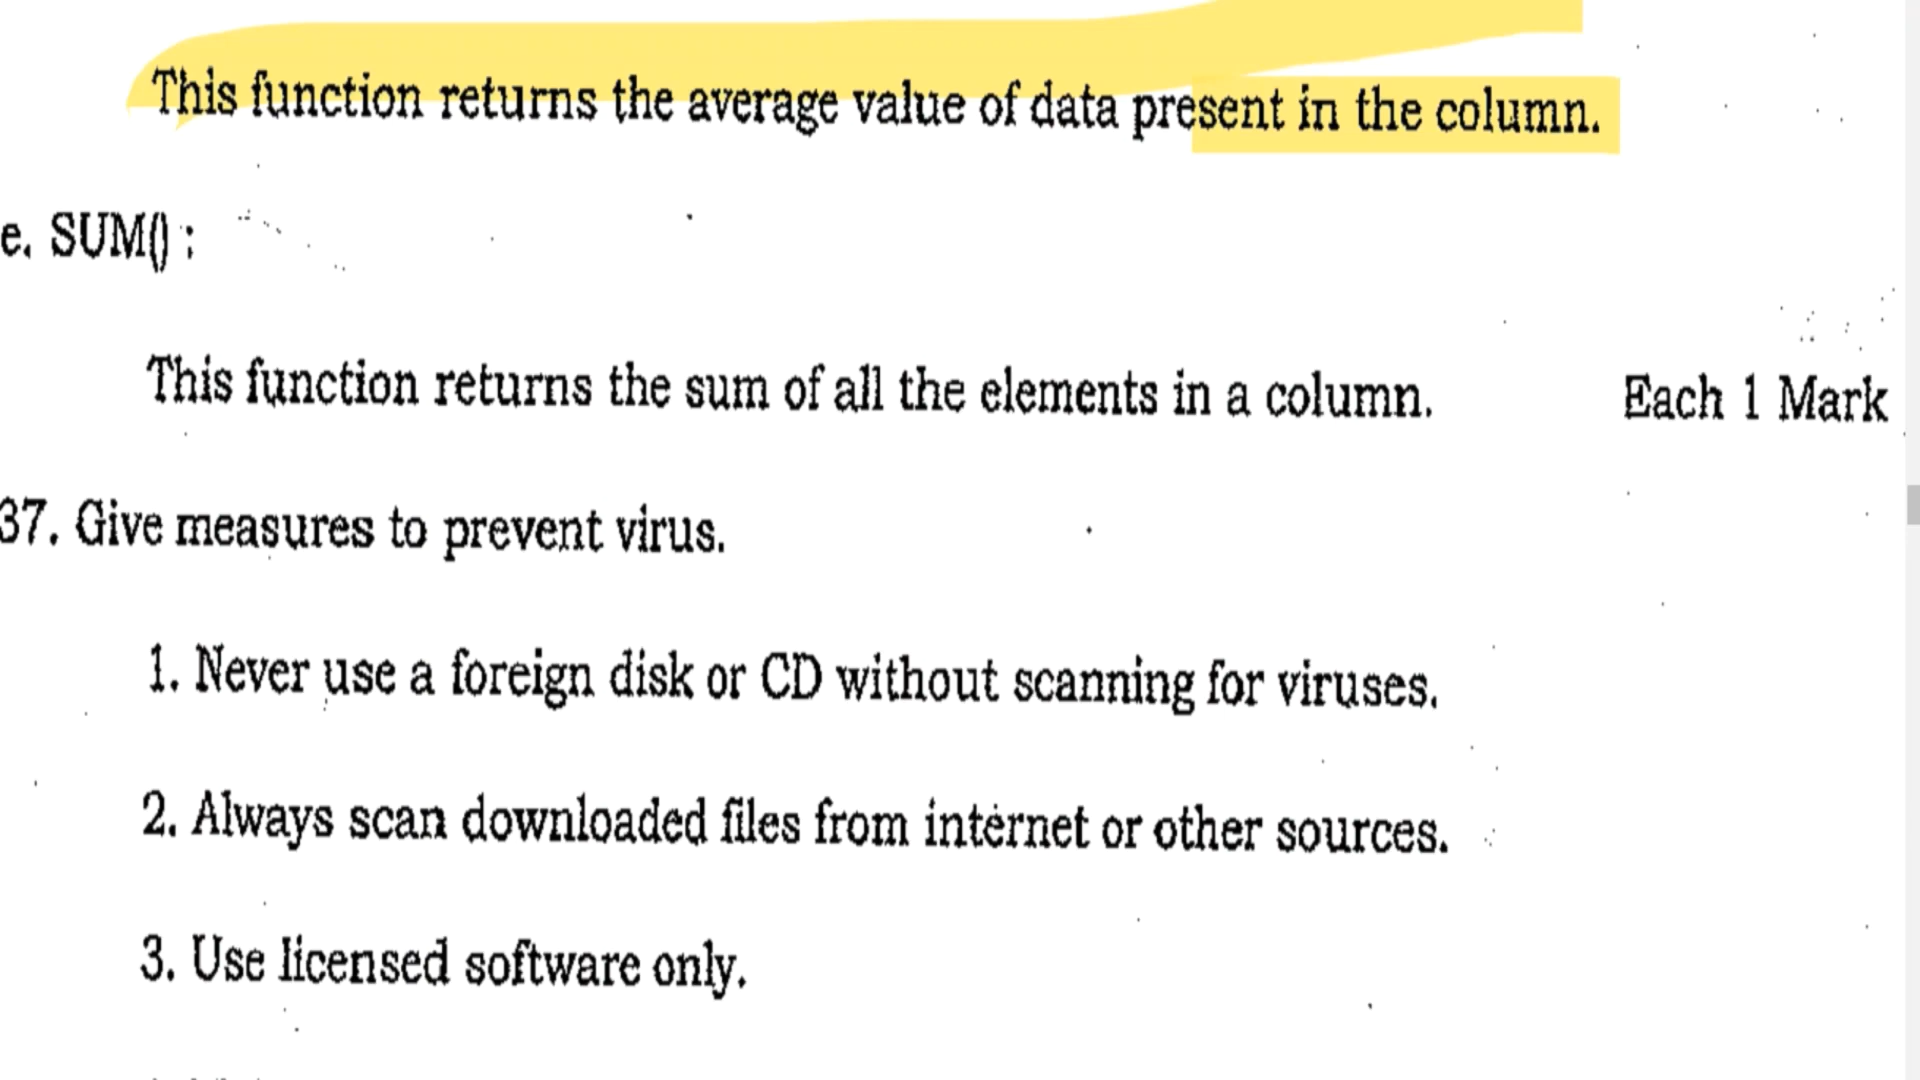 This function returns the average value of data present in the column.
e. SUM() :
This function returns the sum of all the elements in a column. Each 1 Mark
37. Give measures to prevent virus.
1. Never use a foreign disk or CD without scanning for viruses.
2. Always scan downloaded files from internet or other sources.
3. Use licensed software only.